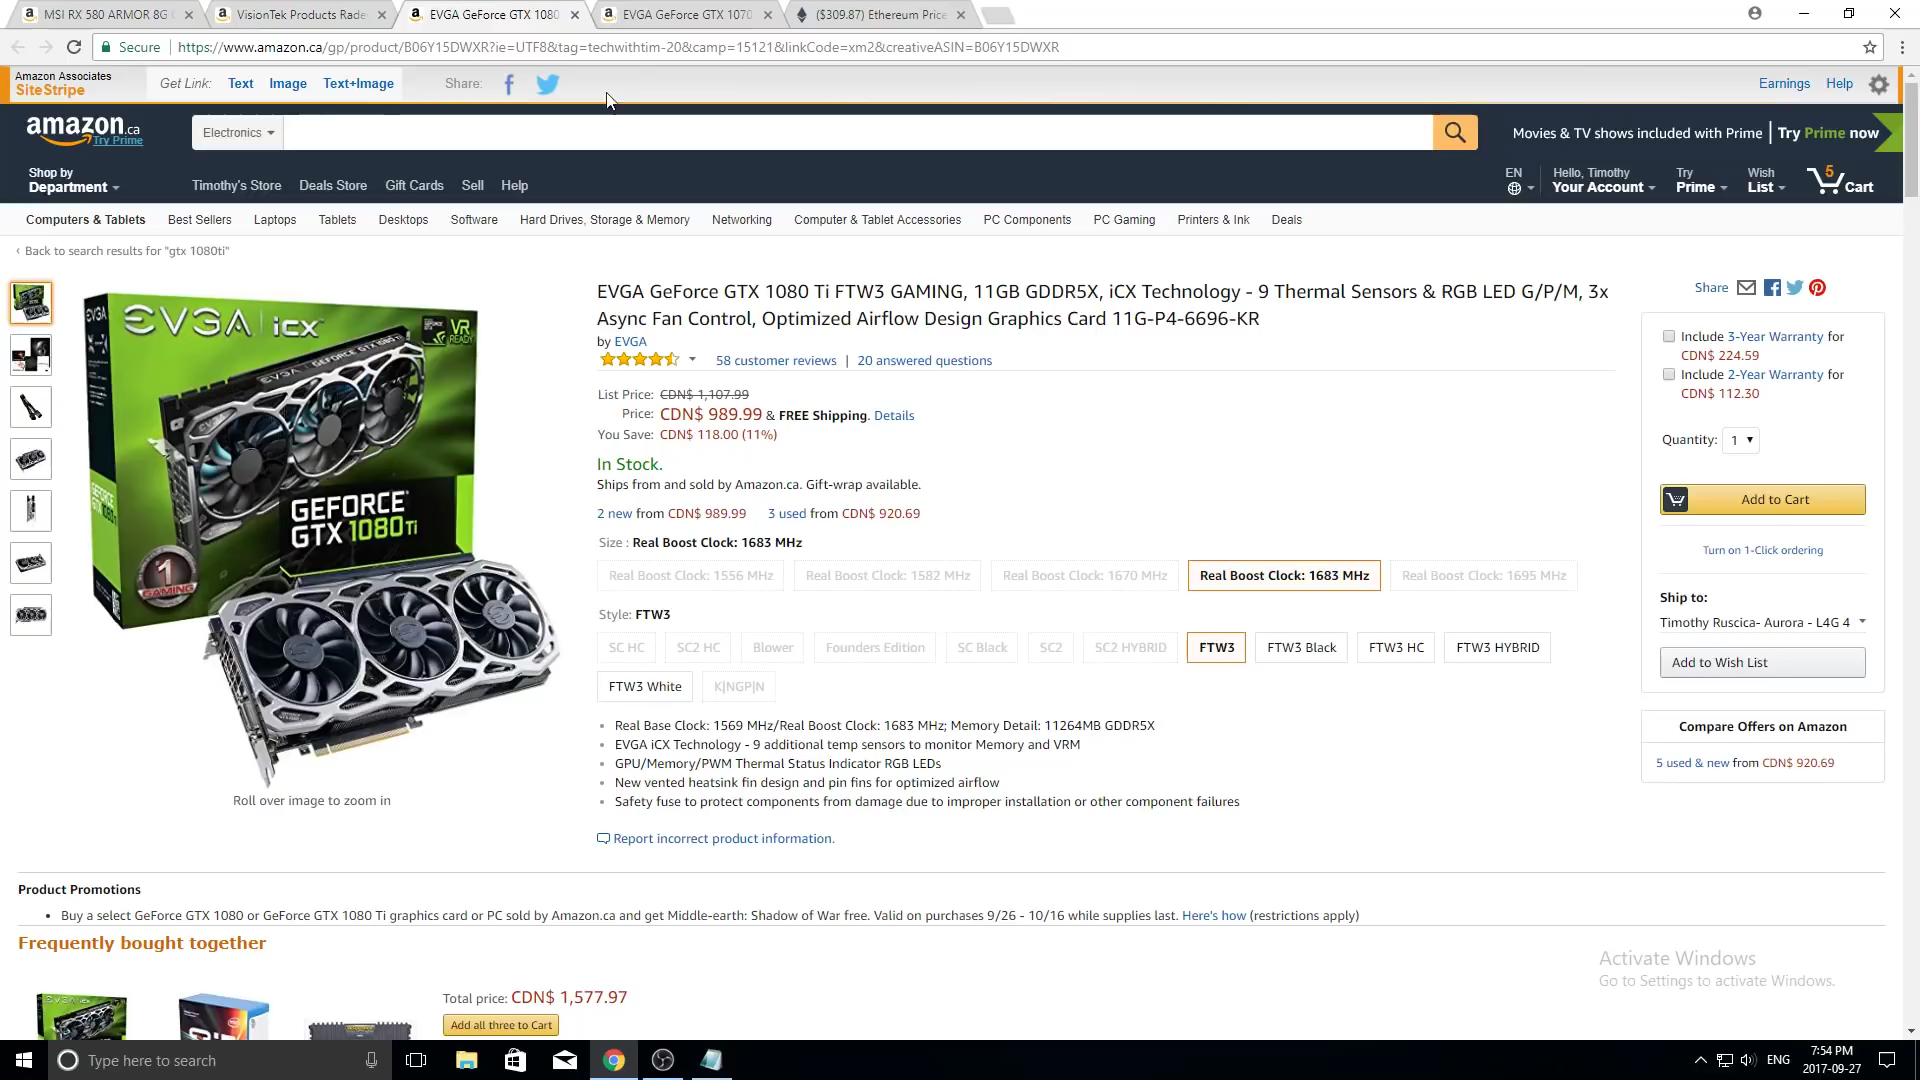 MSI RX 580 ARMOR 8G
VisionTek Products Rade
EVGA GeForce GTX 1080
EVGA GeForce GTX 1070
($309.87) Ethereum Price
Secure
https://www.amazon.ca/gp/product/B06Y15DWXR?ie=UTF8&tag=techwithtim-20&camp=15121&linkCode=xm2&creativeASIN=B06Y15DWXR
Amazon Associates
SiteStripe
Get Link: Text Image Text+Image
Share:
Earnings Help
amazon.ca
Try Prime
Electronics
Movies & TV shows included with Prime | Try Prime now
Shop by
Department
Timothy's Store Deals Store Gift Cards Sell Help
EN
Hello, Timothy
Your Account
Try
Prime
Wish
List
5
Cart
Computers & Tablets Best Sellers Laptops Tablets Desktops Software Hard Drives, Storage & Memory Networking Computer & Tablet Accessories PC Components PC Gaming Printers & Ink Deals
‹ Back to search results for "gtx 1080ti"
EVGA icx
VR READY
GEFORCE
GTX 1080 Ti
1
GAMING
Roll over image to zoom in
EVGA GeForce GTX 1080 Ti FTW3 GAMING, 11GB GDDR5X, iCX Technology - 9 Thermal Sensors & RGB LED G/P/M, 3x
Async Fan Control, Optimized Airflow Design Graphics Card 11G-P4-6696-KR
by EVGA
58 customer reviews | 20 answered questions
List Price: CDN$ 1,107.99
Price: CDN$ 989.99 & FREE Shipping. Details
You Save: CDN$ 118.00 (11%)
In Stock.
Ships from and sold by Amazon.ca. Gift-wrap available.
2 new from CDN$ 989.99 3 used from CDN$ 920.69
Size : Real Boost Clock: 1683 MHz
Real Boost Clock: 1556 MHz Real Boost Clock: 1582 MHz Real Boost Clock: 1670 MHz Real Boost Clock: 1683 MHz Real Boost Clock: 1695 MHz
Style: FTW3
SC HC SC2 HC Blower Founders Edition SC Black SC2 SC2 HYBRID FTW3 FTW3 Black FTW3 HC FTW3 HYBRID
FTW3 White K|NGP|N
• Real Base Clock: 1569 MHz/Real Boost Clock: 1683 MHz; Memory Detail: 11264MB GDDR5X
• EVGA iCX Technology - 9 additional temp sensors to monitor Memory and VRM
• GPU/Memory/PWM Thermal Status Indicator RGB LEDs
• New vented heatsink fin design and pin fins for optimized airflow
• Safety fuse to protect components from damage due to improper installation or other component failures
Report incorrect product information.
Share
Include 3-Year Warranty for
CDN$ 224.59
Include 2-Year Warranty for
CDN$ 112.30
Quantity: 1
Add to Cart
Turn on 1-Click ordering
Ship to:
Timothy Ruscica- Aurora - L4G 4
Add to Wish List
Compare Offers on Amazon
5 used & new from CDN$ 920.69
Product Promotions
• Buy a select GeForce GTX 1080 or GeForce GTX 1080 Ti graphics card or PC sold by Amazon.ca and get Middle-earth: Shadow of War free. Valid on purchases 9/26 - 10/16 while supplies last. Here's how (restrictions apply)
Frequently bought together
Total price: CDN$ 1,577.97
Add all three to Cart
Activate Windows
Go to Settings to activate Windows.
Type here to search
ENG
7:54 PM
2017-09-27